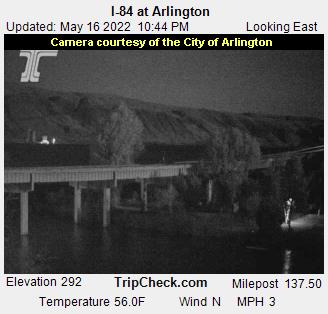 I-84 at Arlington
Updated: May 16 2022 10:44 PM Looking East
Camera courtesy of the City of Arlington
Elevation 292 TripCheck.com Milepost 137.50
Temperature 56.0F Wind N MPH 3